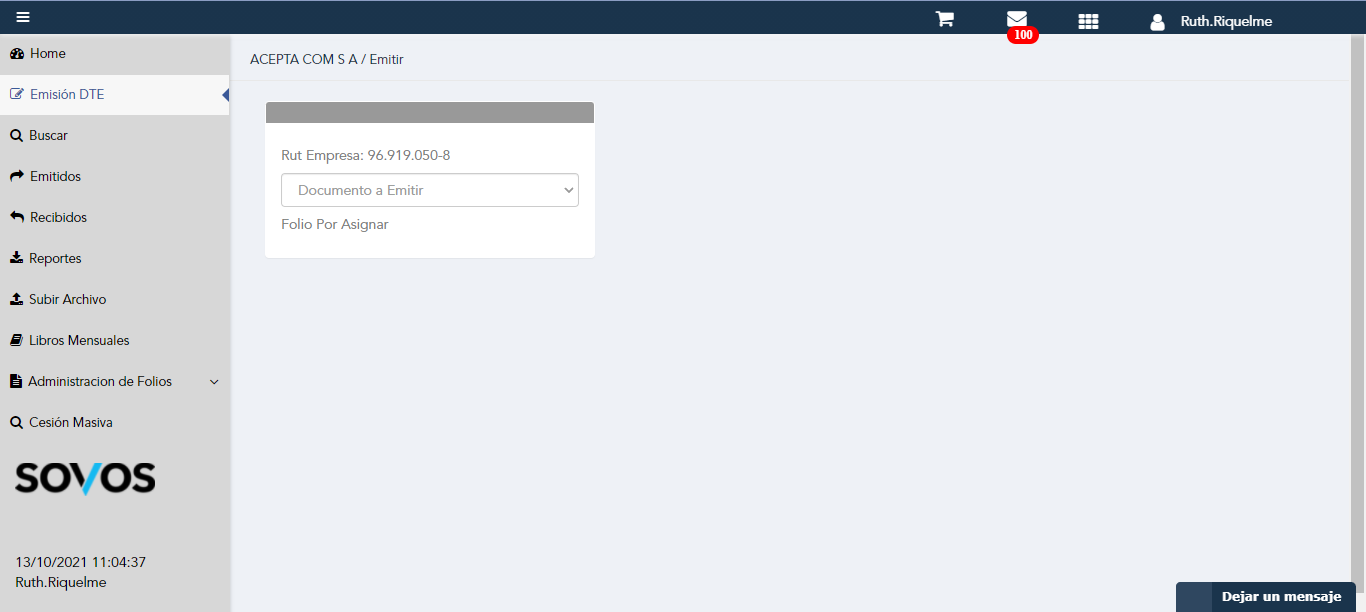 100
Ruth.Riquelme
Home
Emisión DTE
Buscar
Emitidos
Recibidos
Reportes
Subir Archivo
Libros Mensuales
Administracion de Folios
Cesión Masiva
SOVOS
13/10/2021 11:04:37
Ruth.Riquelme
ACEPTA COM S A / Emitir
Rut Empresa: 96.919.050-8
Documento a Emitir
Folio Por Asignar
Dejar un mensaje